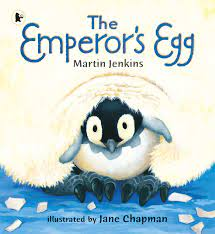 The
Emperor's Egg
Martin Jenkins
illustrated by Jane Chapman